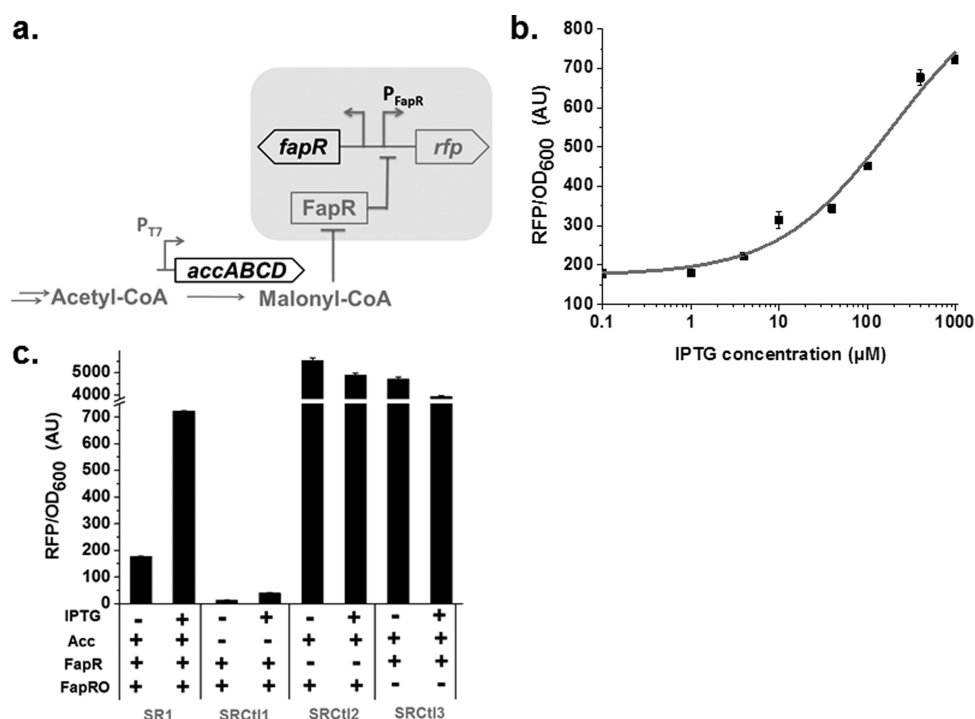 a.
P_FapR
fapR
rfp
FapR
P_T7
accABCD
Acetyl-CoA
Malonyl-CoA
b.
800
700
600
500
400
300
200
100
RFP/OD600 (AU)
0.1 1 10 100 1000
IPTG concentration (µM)
c.
5000
4000
700
600
500
400
300
200
100
0
RFP/OD600 (AU)
IPTG - + - + - + - +
Acc + + - - + + + +
FapR + + + + - - + +
FapRO + + + + + + - -
SR1 SRCtl1 SRCtl2 SRCtl3